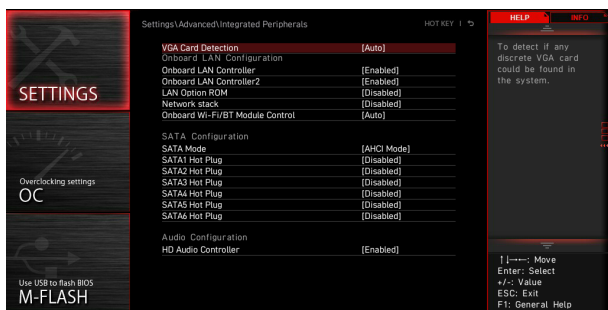 Settings\Advanced\Integrated Peripherals
HOT KEY | ⮌
HELP
INFO
VGA Card Detection [Auto]
Onboard LAN Configuration
Onboard LAN Controller [Enabled]
Onboard LAN Controller2 [Enabled]
LAN Option ROM [Disabled]
Network stack [Disabled]
Onboard Wi-Fi/BT Module Control [Auto]
SATA Configuration
SATA Mode [AHCI Mode]
SATA1 Hot Plug [Disabled]
SATA2 Hot Plug [Disabled]
SATA3 Hot Plug [Disabled]
SATA4 Hot Plug [Disabled]
SATA5 Hot Plug [Disabled]
SATA6 Hot Plug [Disabled]
Audio Configuration
HD Audio Controller [Enabled]
SETTINGS
Overclocking settings
OC
Use USB to flash BIOS
M-FLASH
To detect if any
discrete VGA card
could be found in
the system.
↑↓→←: Move
Enter: Select
+/-: Value
ESC: Exit
F1: General Help